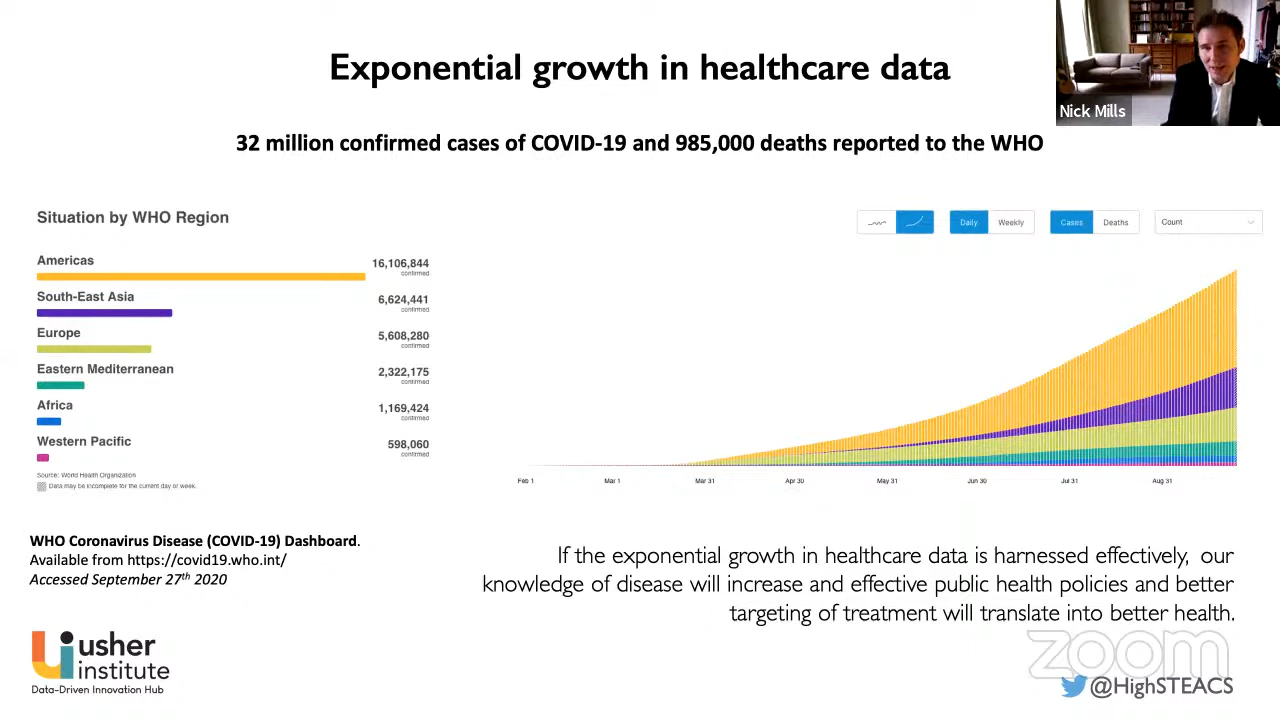 Exponential growth in healthcare data
Nick Mills
32 million confirmed cases of COVID-19 and 985,000 deaths reported to the WHO
Situation by WHO Region
Daily
Weekly
Cases
Deaths
Count
Americas
16,106,844
confirmed
South-East Asia
6,624,441
confirmed
Europe
5,608,280
confirmed
Eastern Mediterranean
2,322,175
confirmed
Africa
1,169,424
confirmed
Western Pacific
598,060
confirmed
Source: World Health Organization
Data may be incomplete for the current day or week.
Feb 1
Mar 1
Mar 31
Apr 30
May 31
Jun 30
Jul 31
Aug 31
WHO Coronavirus Disease (COVID-19) Dashboard.
Available from https://covid19.who.int/
Accessed September 27th 2020
If the exponential growth in healthcare data is harnessed effectively, our
knowledge of disease will increase and effective public health policies and better
targeting of treatment will translate into better health.
usher
institute
Data-Driven Innovation Hub
zoom
@HighSTEACS